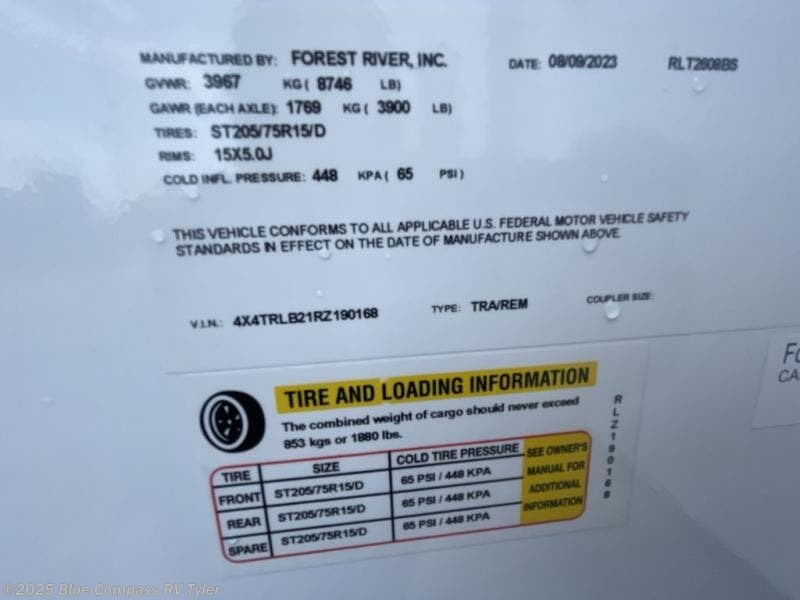 MANUFACTURED BY: FOREST RIVER, INC. DATE: 08/09/2023 RLT2608BS
GVWR: 3967 KG ( 8746 LB)
GAWR (EACH AXLE): 1769 KG ( 3900 LB)
TIRES: ST205/75R15/D
RIMS: 15X5.0J
COLD INFL. PRESSURE: 448 KPA ( 65 PSI )
THIS VEHICLE CONFORMS TO ALL APPLICABLE U.S. FEDERAL MOTOR VEHICLE SAFETY
STANDARDS IN EFFECT ON THE DATE OF MANUFACTURE SHOWN ABOVE.
V.I.N.: 4X4TRLB21RZ190168 TYPE: TRA/REM COUPLER SIZE:
TIRE AND LOADING INFORMATION
The combined weight of cargo should never exceed
853 kgs or 1880 lbs.
TIRE SIZE COLD TIRE PRESSURE
FRONT ST205/75R15/D 65 PSI / 448 KPA
REAR ST205/75R15/D 65 PSI / 448 KPA
SPARE ST205/75R15/D 65 PSI / 448 KPA
SEE OWNER'S
MANUAL FOR
ADDITIONAL
INFORMATION
RLZ190168
©2025 Blue Compass RV Tyler